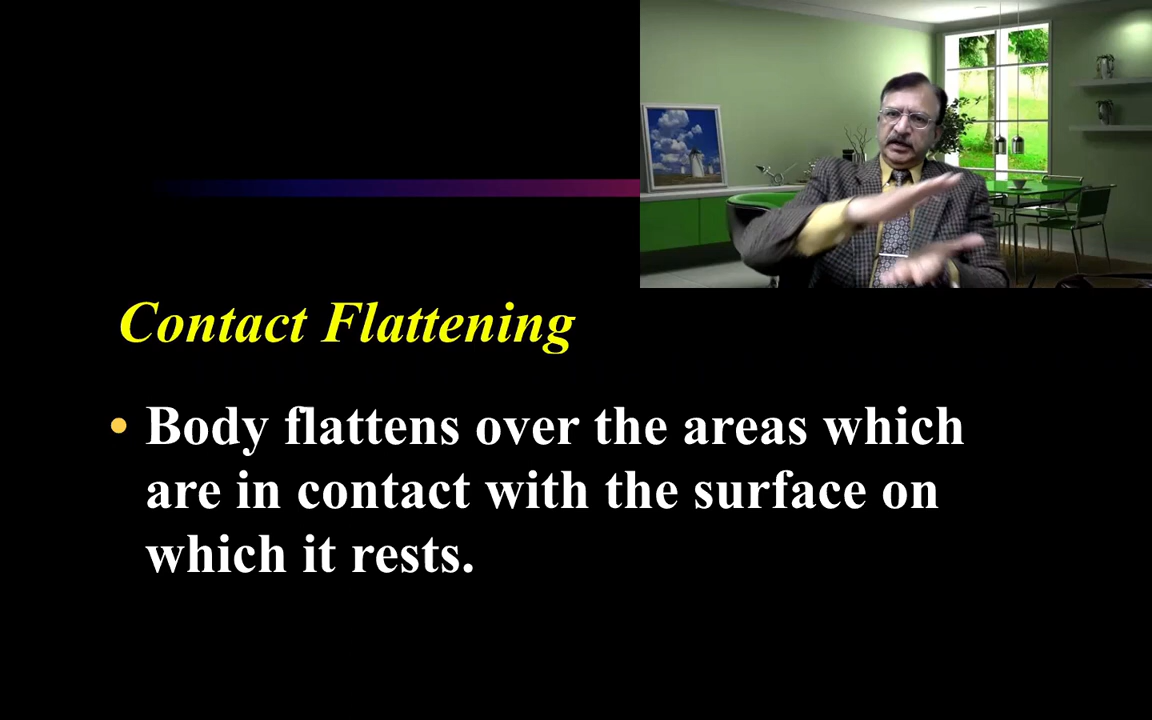 Contact Flattening
• Body flattens over the areas which
are in contact with the surface on
which it rests.